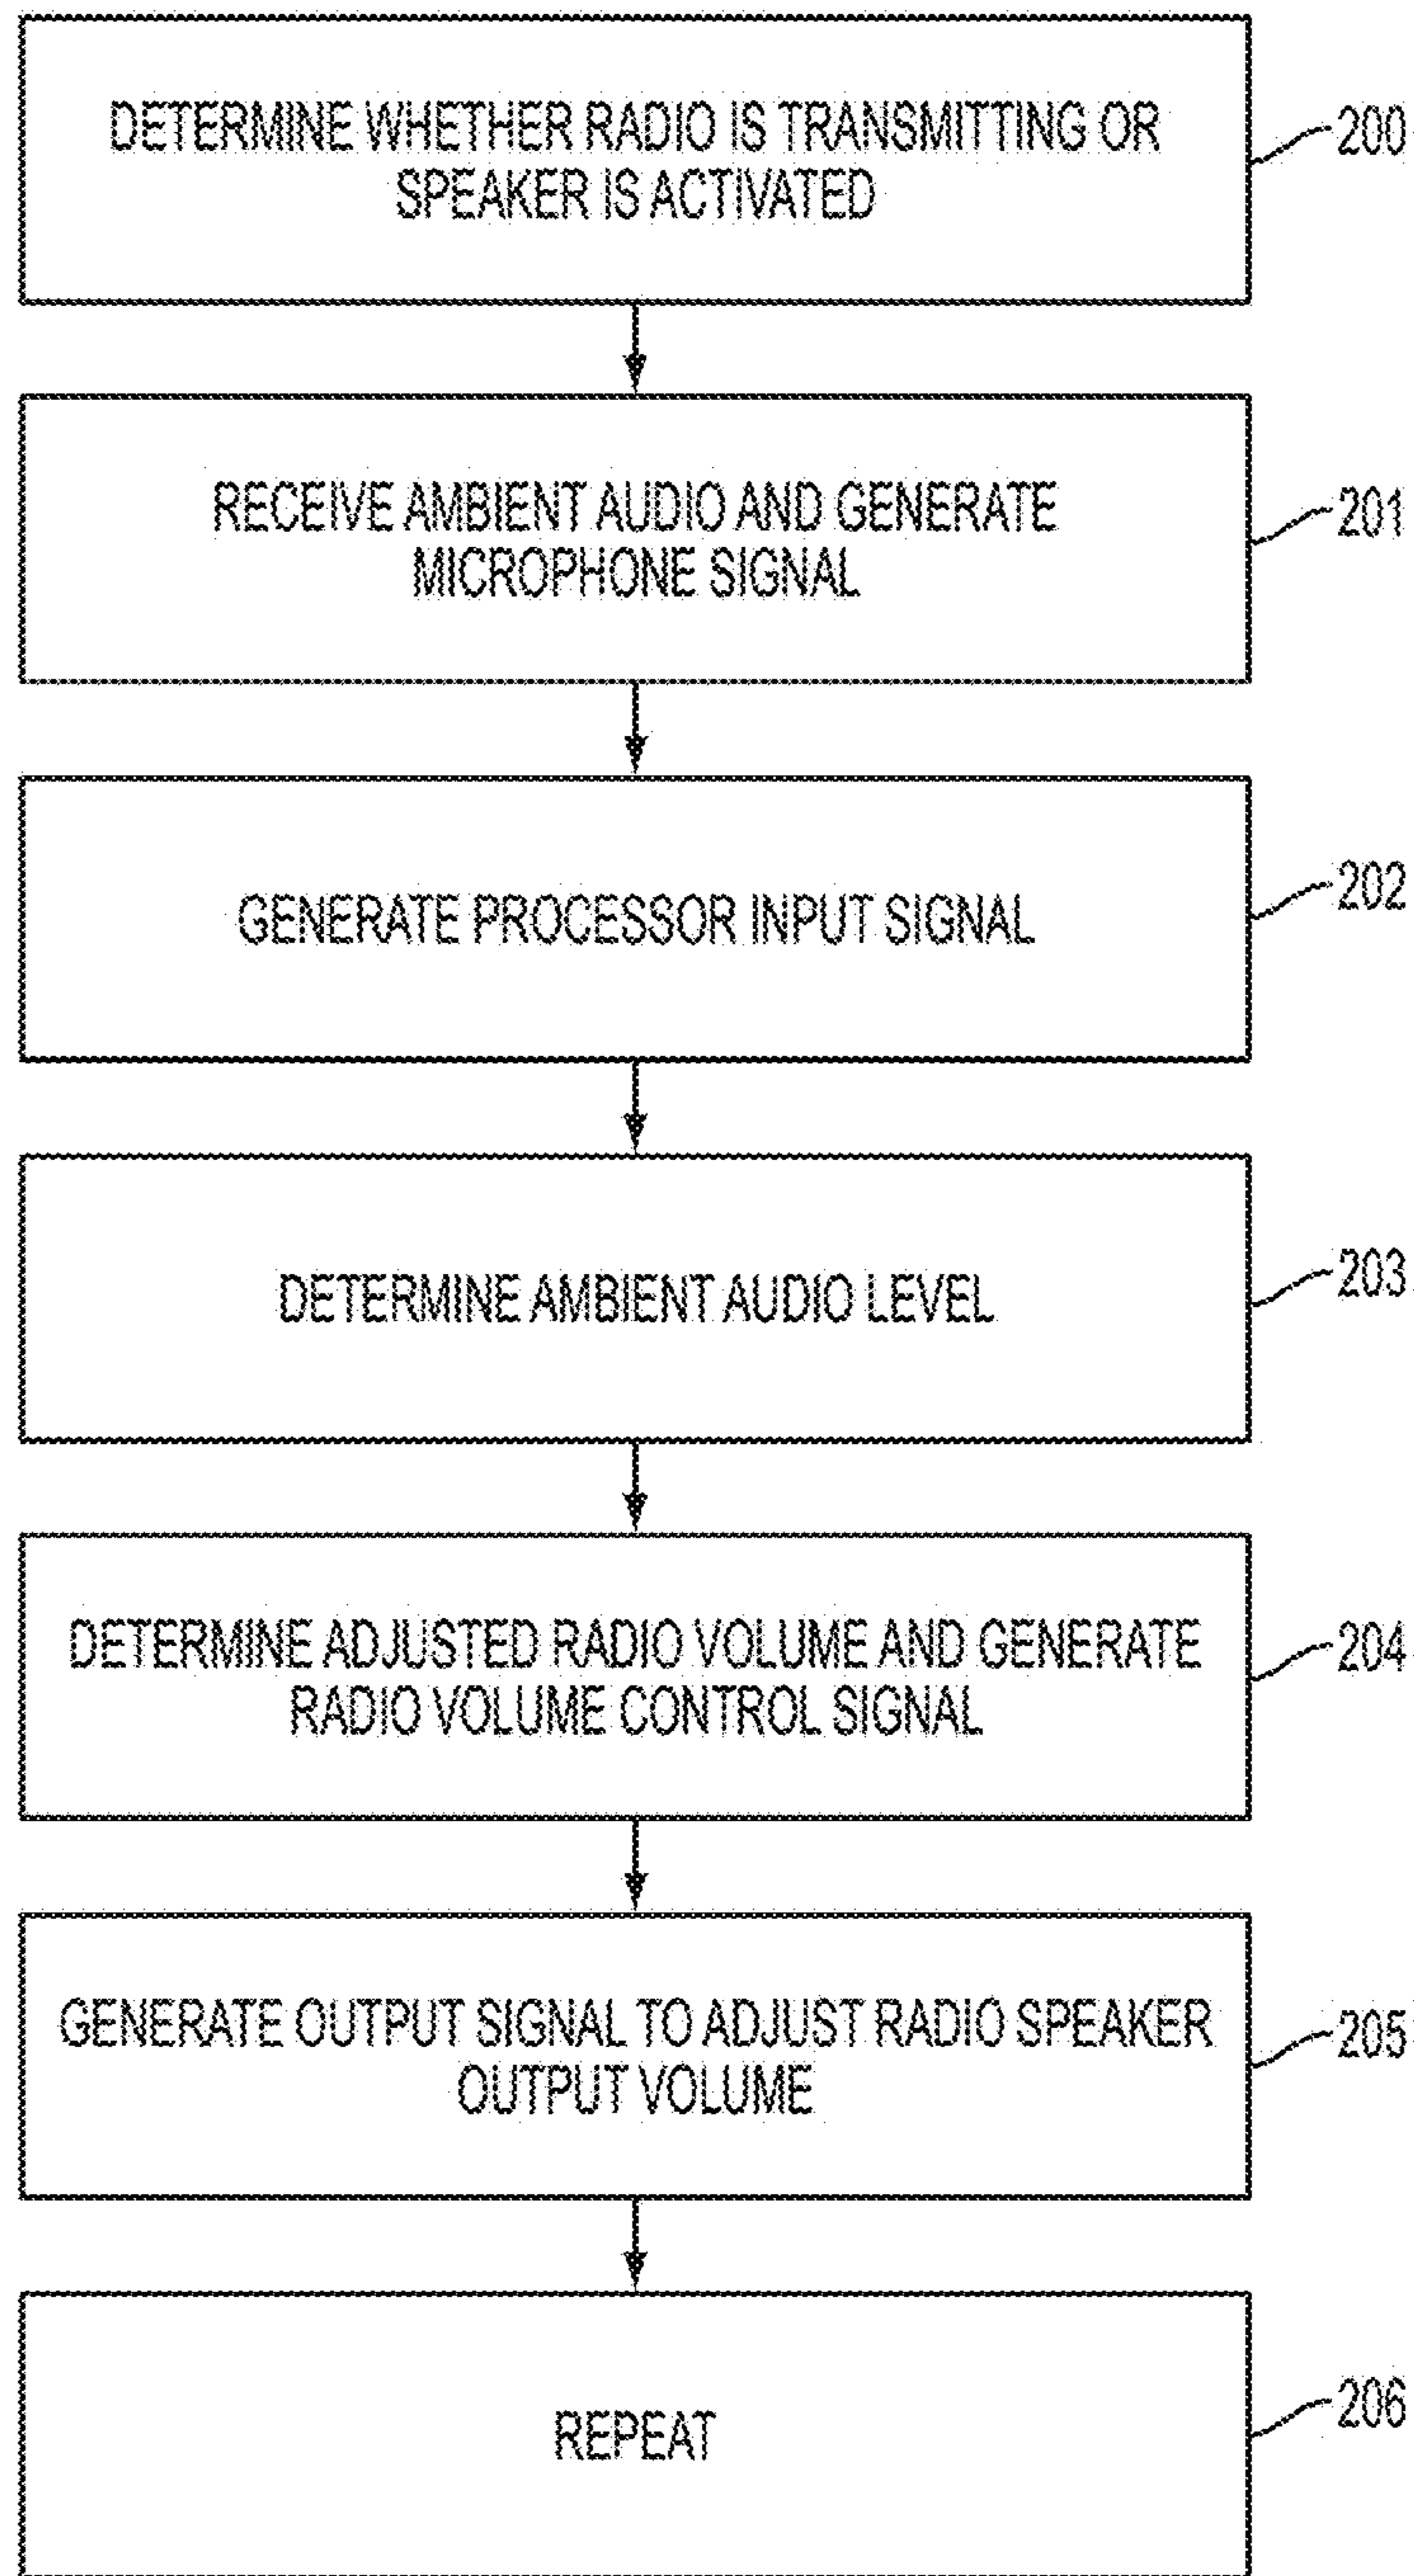 DETERMINE WHETHER RADIO IS TRANSMITTING OR
SPEAKER IS ACTIVATED
200
RECEIVE AMBIENT AUDIO AND GENERATE
MICROPHONE SIGNAL
201
GENERATE PROCESSOR INPUT SIGNAL
202
DETERMINE AMBIENT AUDIO LEVEL
203
DETERMINE ADJUSTED RADIO VOLUME AND GENERATE
RADIO VOLUME CONTROL SIGNAL
204
GENERATE OUTPUT SIGNAL TO ADJUST RADIO SPEAKER
OUTPUT VOLUME
205
REPEAT
206